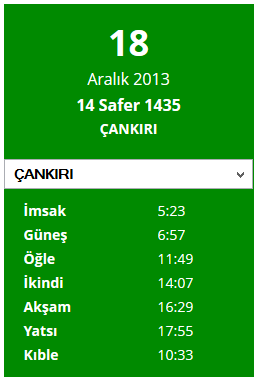 18
Aralık 2013
14 Safer 1435
ÇANKIRI
ÇANKIRI
İmsak 5:23
Güneş 6:57
Öğle 11:49
İkindi 14:07
Akşam 16:29
Yatsı 17:55
Kıble 10:33